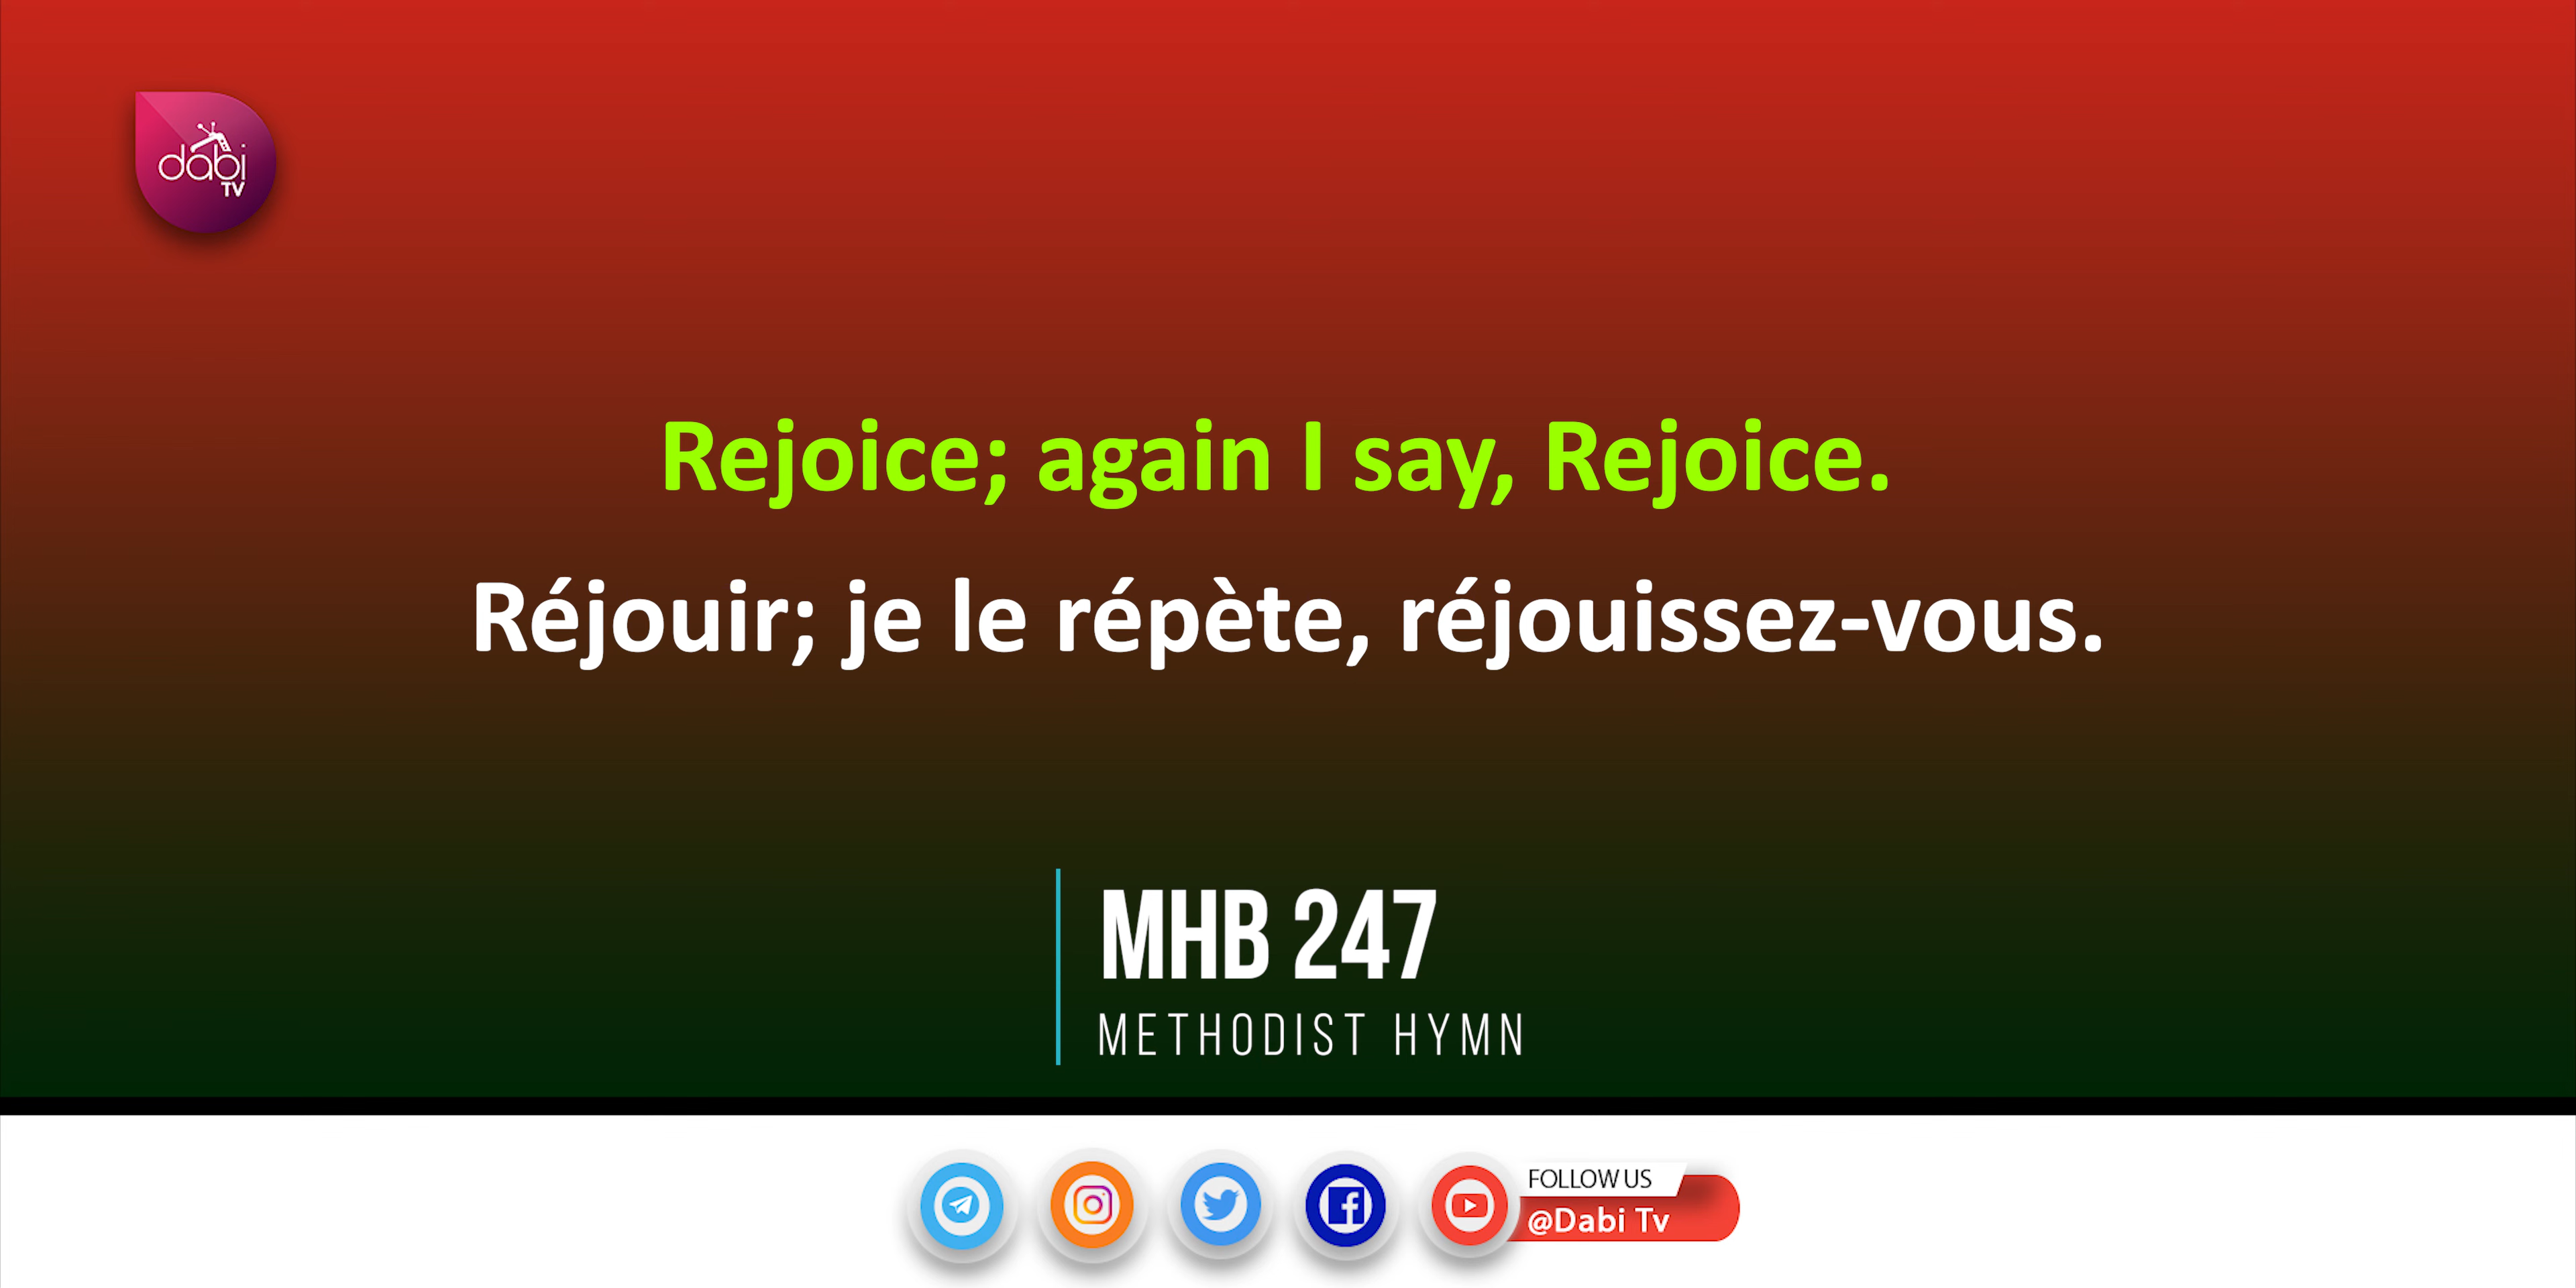 dabi
TV
Rejoice; again I say, Rejoice.
Réjouir; je le répète, réjouissez-vous.
MHB 247
METHODIST HYMN
FOLLOW US
@Dabi Tv